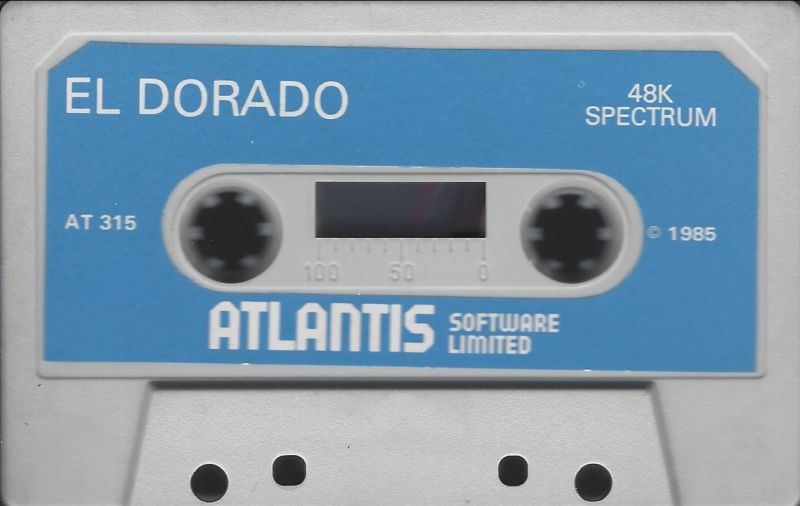 EL DORADO
48K
SPECTRUM
AT 315
© 1985
100 50 0
ATLANTIS SOFTWARE
LIMITED